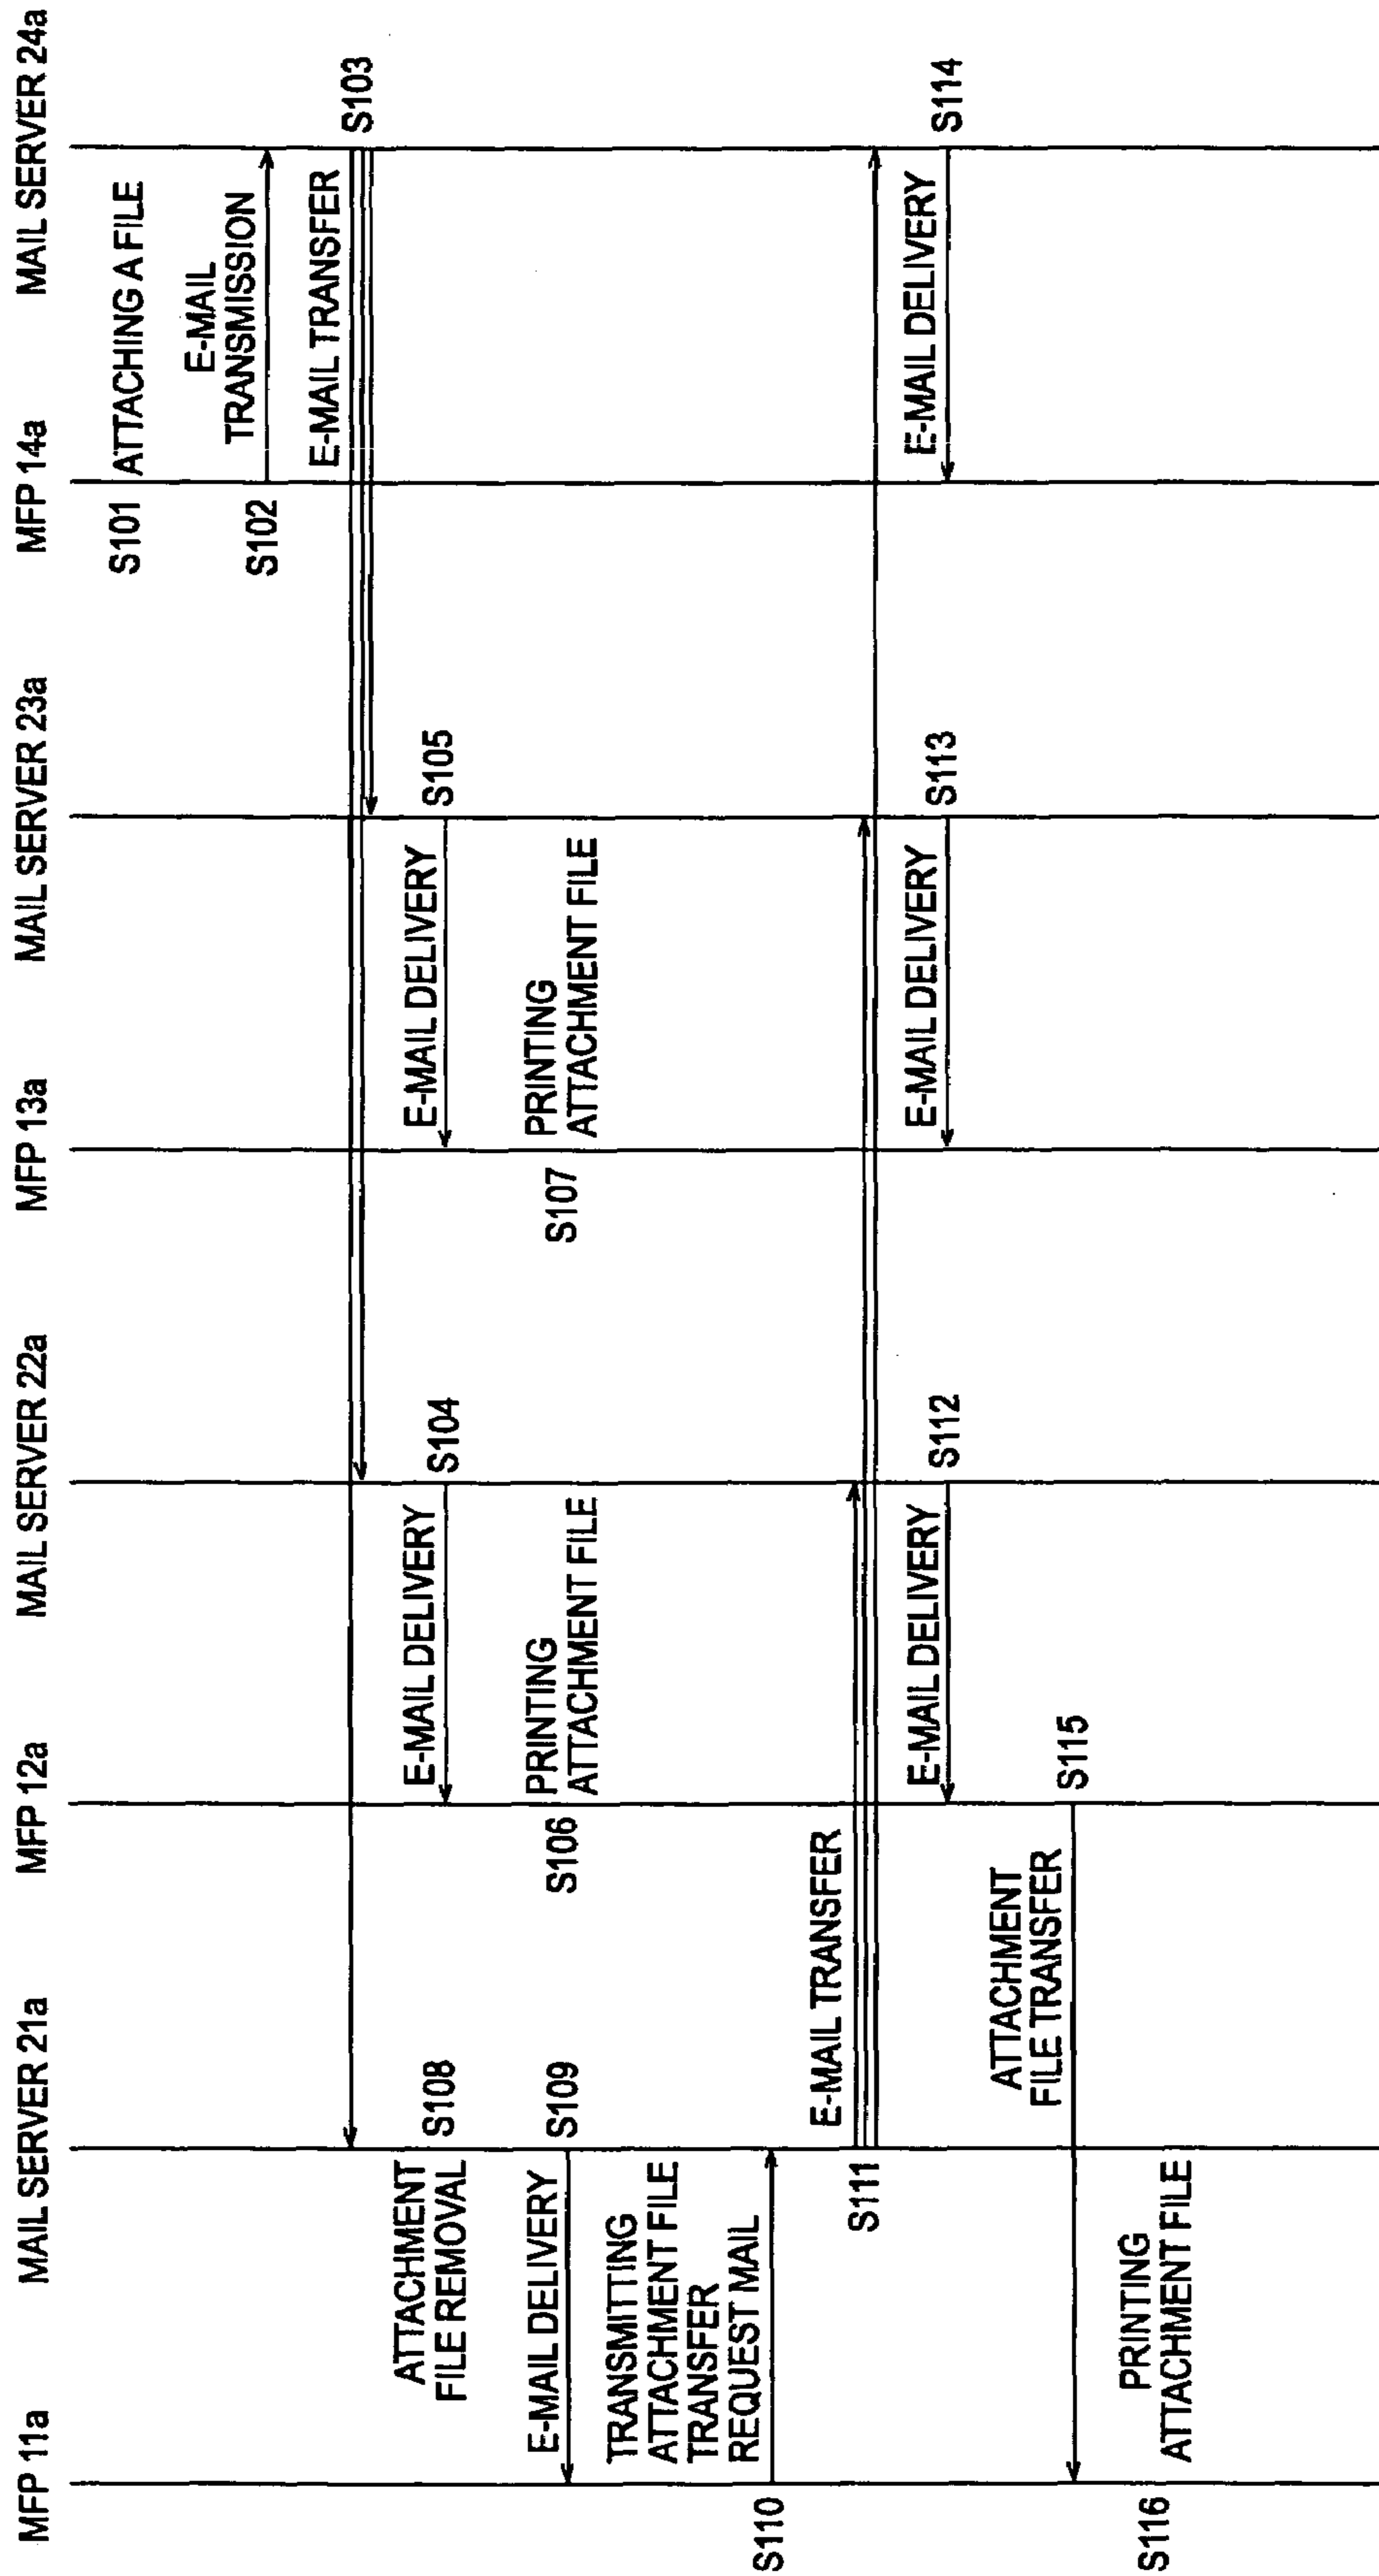 MFP 11a
MAIL SERVER 21a
MFP 12a
MAIL SERVER 22a
MFP 13a
MAIL SERVER 23a
MFP 14a
MAIL SERVER 24a
S101
ATTACHING A FILE
E-MAIL
TRANSMISSION
S102
E-MAIL TRANSFER
S103
ATTACHMENT
FILE REMOVAL
S108
E-MAIL DELIVERY
S104
E-MAIL DELIVERY
S105
E-MAIL DELIVERY
S109
S106
PRINTING
ATTACHMENT FILE
S107
PRINTING
ATTACHMENT FILE
TRANSMITTING
ATTACHMENT FILE
TRANSFER
REQUEST MAIL
S110
E-MAIL TRANSFER
S111
E-MAIL DELIVERY
S112
E-MAIL DELIVERY
S113
E-MAIL DELIVERY
S114
ATTACHMENT
FILE TRANSFER
S115
PRINTING
ATTACHMENT FILE
S116